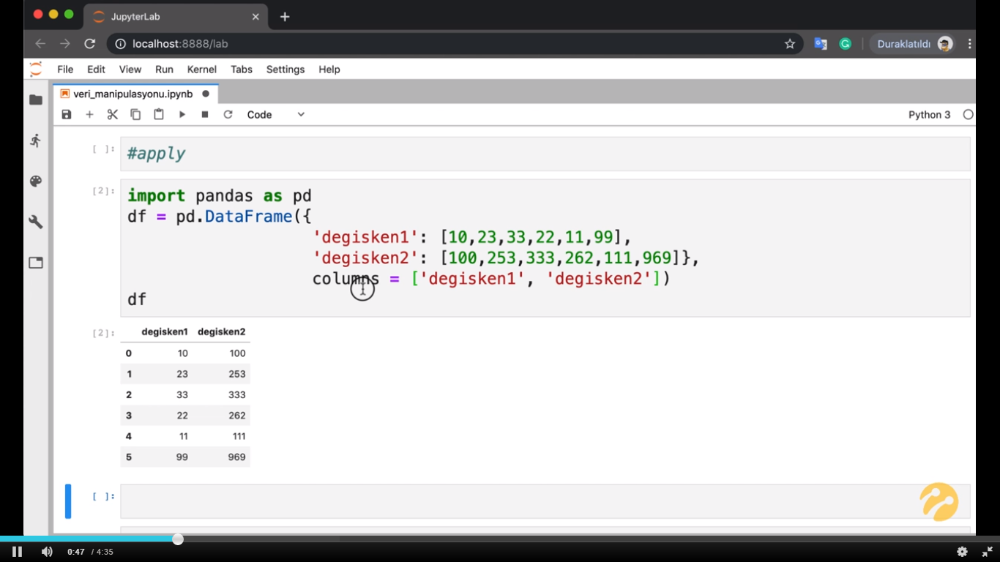 JupyterLab
localhost:8888/lab
Duraklatıldı
File Edit View Run Kernel Tabs Settings Help
veri_manipulasyonu.ipynb
Code
Python 3
[ ]: #apply
[2]: import pandas as pd
df = pd.DataFrame({
'degisken1': [10,23,33,22,11,99],
'degisken2': [100,253,333,262,111,969]},
columns = ['degisken1', 'degisken2'])
df
[2]: degisken1 degisken2
0 10 100
1 23 253
2 33 333
3 22 262
4 11 111
5 99 969
[ ]:
0:47 / 4:35